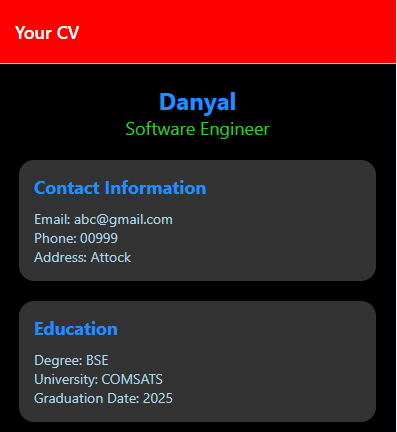 Your CV
Danyal
Software Engineer
Contact Information
Email: abc@gmail.com
Phone: 00999
Address: Attock
Education
Degree: BSE
University: COMSATS
Graduation Date: 2025